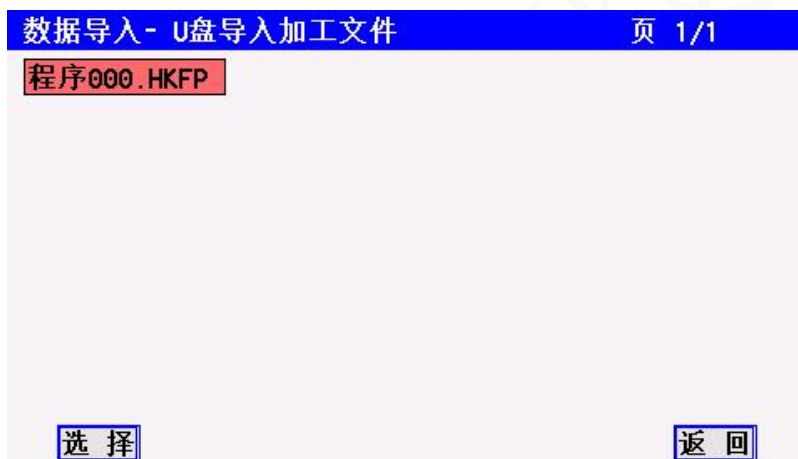 数据导入- U盘导入加工文件 页 1/1
程序000.HKFP
选 择 返 回